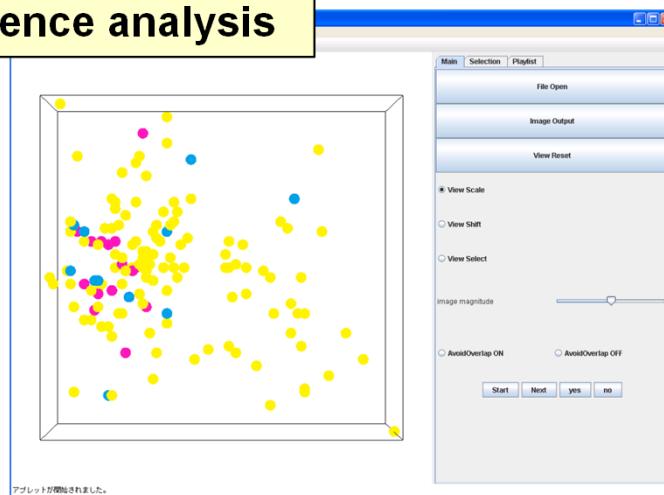 ence analysis
Main Selection Playlist
File Open
Image Output
View Reset
View Scale
View Shift
View Select
image magnitude
AvoidOverlap ON AvoidOverlap OFF
Start Next yes no
アプレットが開始されました。